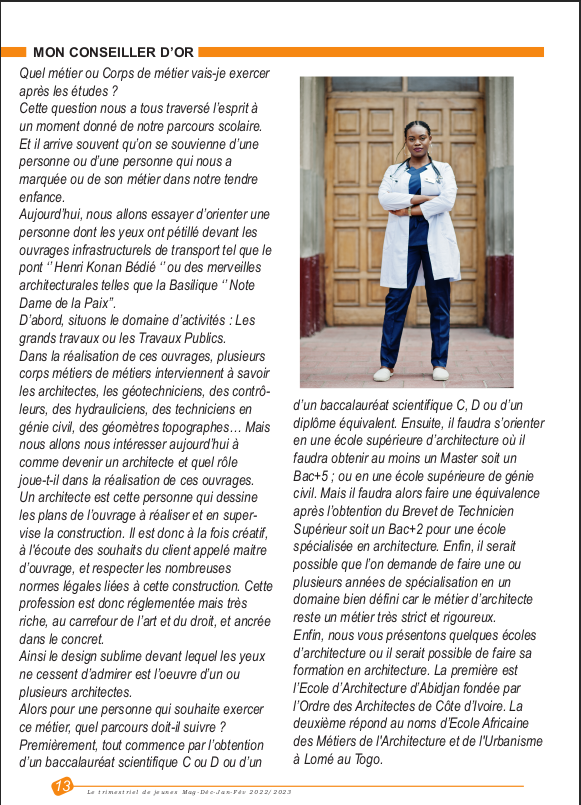 MON CONSEILLER D'OR
Quel métier ou Corps de métier vais-je exercer
après les études ?
Cette question nous a tous traversé l'esprit à
un moment donné de notre parcours scolaire.
Et il arrive souvent qu'on se souvienne d'une
personne ou d'une personne qui nous a
marquée ou de son métier dans notre tendre
enfance.
Aujourd'hui, nous allons essayer d'orienter une
personne dont les yeux ont pétillé devant les
ouvrages infrastructurels de transport tel que le
pont '' Henri Konan Bédié '' ou des merveilles
architecturales telles que la Basilique '' Note
Dame de la Paix".
D'abord, situons le domaine d'activités : Les
grands travaux ou les Travaux Publics.
Dans la réalisation de ces ouvrages, plusieurs
corps métiers de métiers interviennent à savoir
les architectes, les géotechniciens, des contrô-
leurs, des hydrauliciens, des techniciens en
génie civil, des géomètres topographes… Mais
nous allons nous intéresser aujourd'hui à
comme devenir un architecte et quel rôle
joue-t-il dans la réalisation de ces ouvrages.
Un architecte est cette personne qui dessine
les plans de l'ouvrage à réaliser et en super-
vise la construction. Il est donc à la fois créatif,
à l'écoute des souhaits du client appelé maitre
d'ouvrage, et respecter les nombreuses
normes légales liées à cette construction. Cette
profession est donc réglementée mais très
riche, au carrefour de l'art et du droit, et ancrée
dans le concret.
Ainsi le design sublime devant lequel les yeux
ne cessent d'admirer est l'oeuvre d'un ou
plusieurs architectes.
Alors pour une personne qui souhaite exercer
ce métier, quel parcours doit-il suivre ?
Premièrement, tout commence par l'obtention
d'un baccalauréat scientifique C ou D ou d'un
d'un baccalauréat scientifique C, D ou d'un
diplôme équivalent. Ensuite, il faudra s'orienter
en une école supérieure d'architecture où il
faudra obtenir au moins un Master soit un
Bac+5 ; ou en une école supérieure de génie
civil. Mais il faudra alors faire une équivalence
après l'obtention du Brevet de Technicien
Supérieur soit un Bac+2 pour une école
spécialisée en architecture. Enfin, il serait
possible que l'on demande de faire une ou
plusieurs années de spécialisation en un
domaine bien défini car le métier d'architecte
reste un métier très strict et rigoureux.
Enfin, nous vous présentons quelques écoles
d'architecture ou il serait possible de faire sa
formation en architecture. La première est
l'Ecole d'Architecture d'Abidjan fondée par
l'Ordre des Architectes de Côte d'Ivoire. La
deuxième répond au noms d'Ecole Africaine
des Métiers de l'Architecture et de l'Urbanisme
à Lomé au Togo.
13
Le trimestriel de jeunes Mag-Déc-Jan-Fév 2022/2023